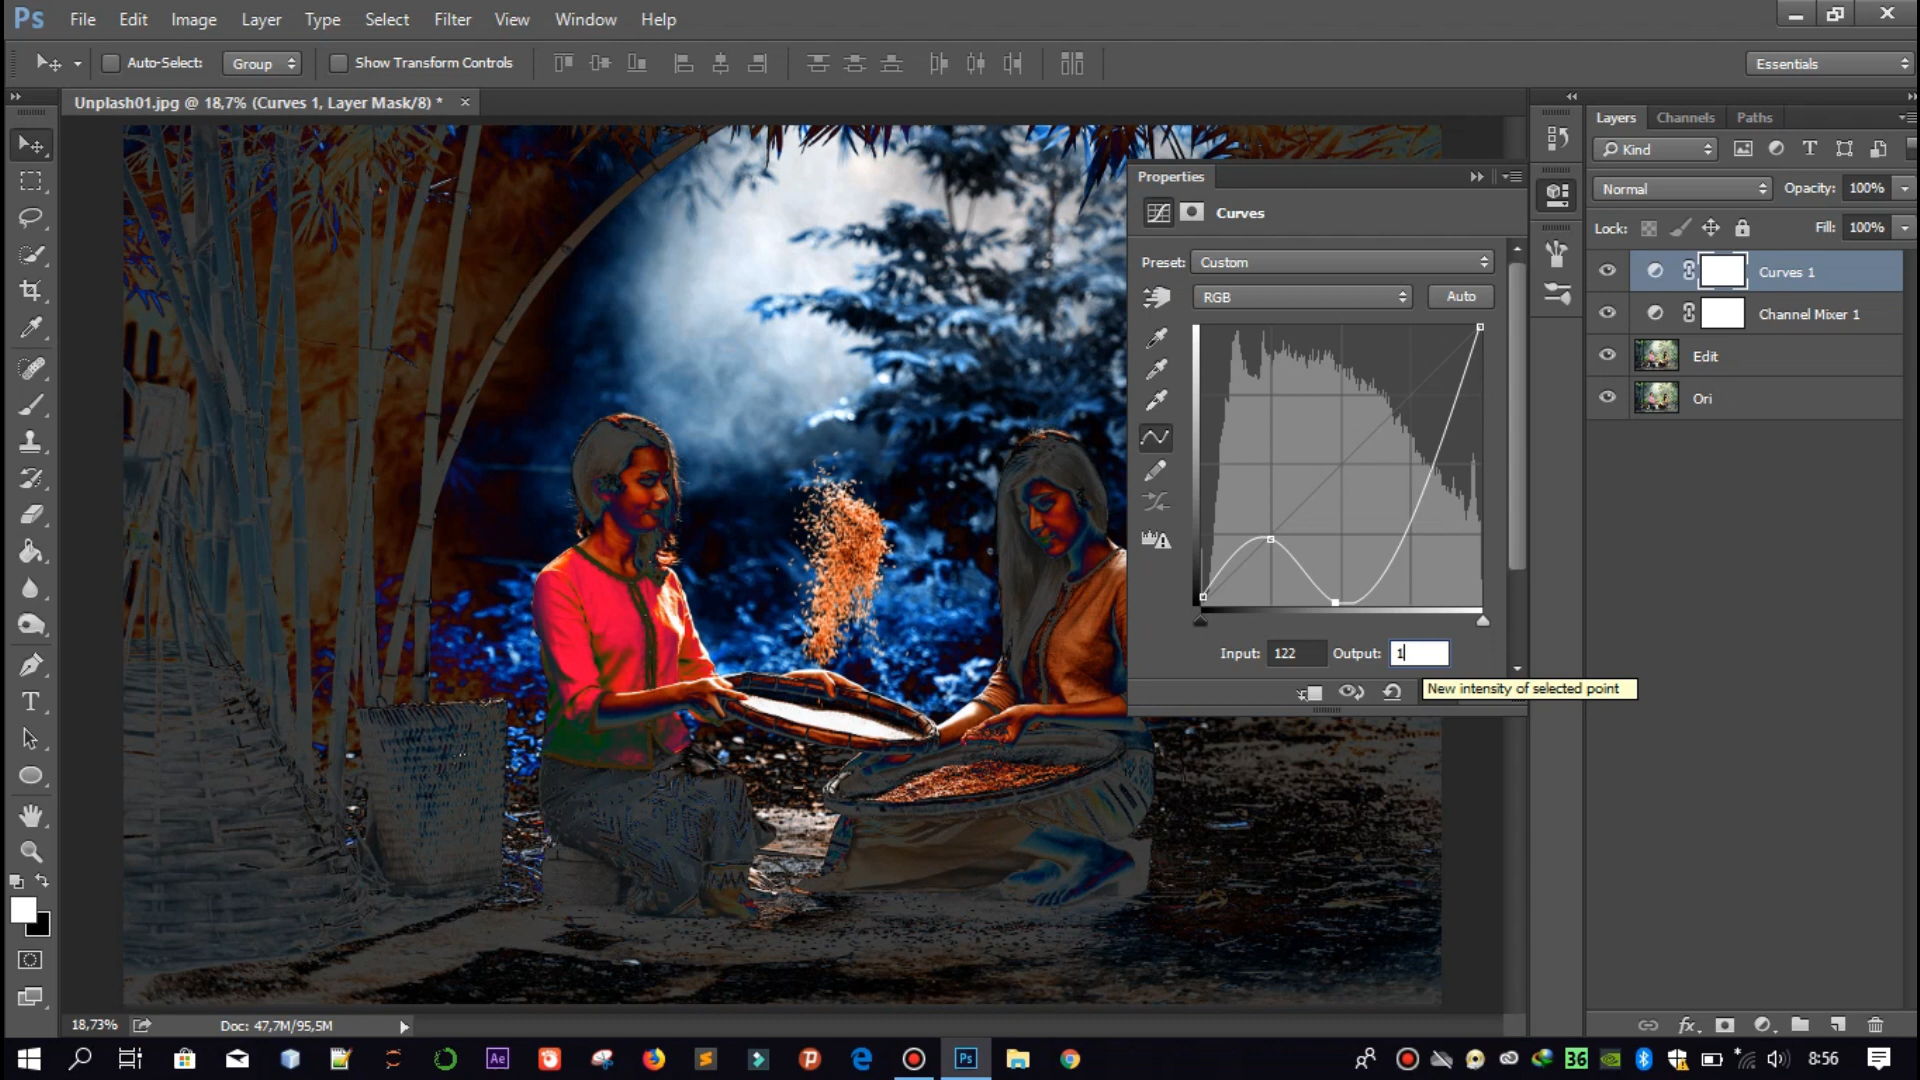 Ps File Edit Image Layer Type Select Filter View Window Help
Auto-Select: Group Show Transform Controls Essentials
Unplash01.jpg @ 18,7% (Curves 1, Layer Mask/8) *
Layers Channels Paths
Kind
Normal Opacity: 100%
Lock: Fill: 100%
Curves 1
Channel Mixer 1
Edit
Ori
Properties
Curves
Preset: Custom
RGB Auto
Input: 122 Output: 1
New intensity of selected point
18,73% Doc: 47,7M/95,5M
Ae Ps 36 8:56